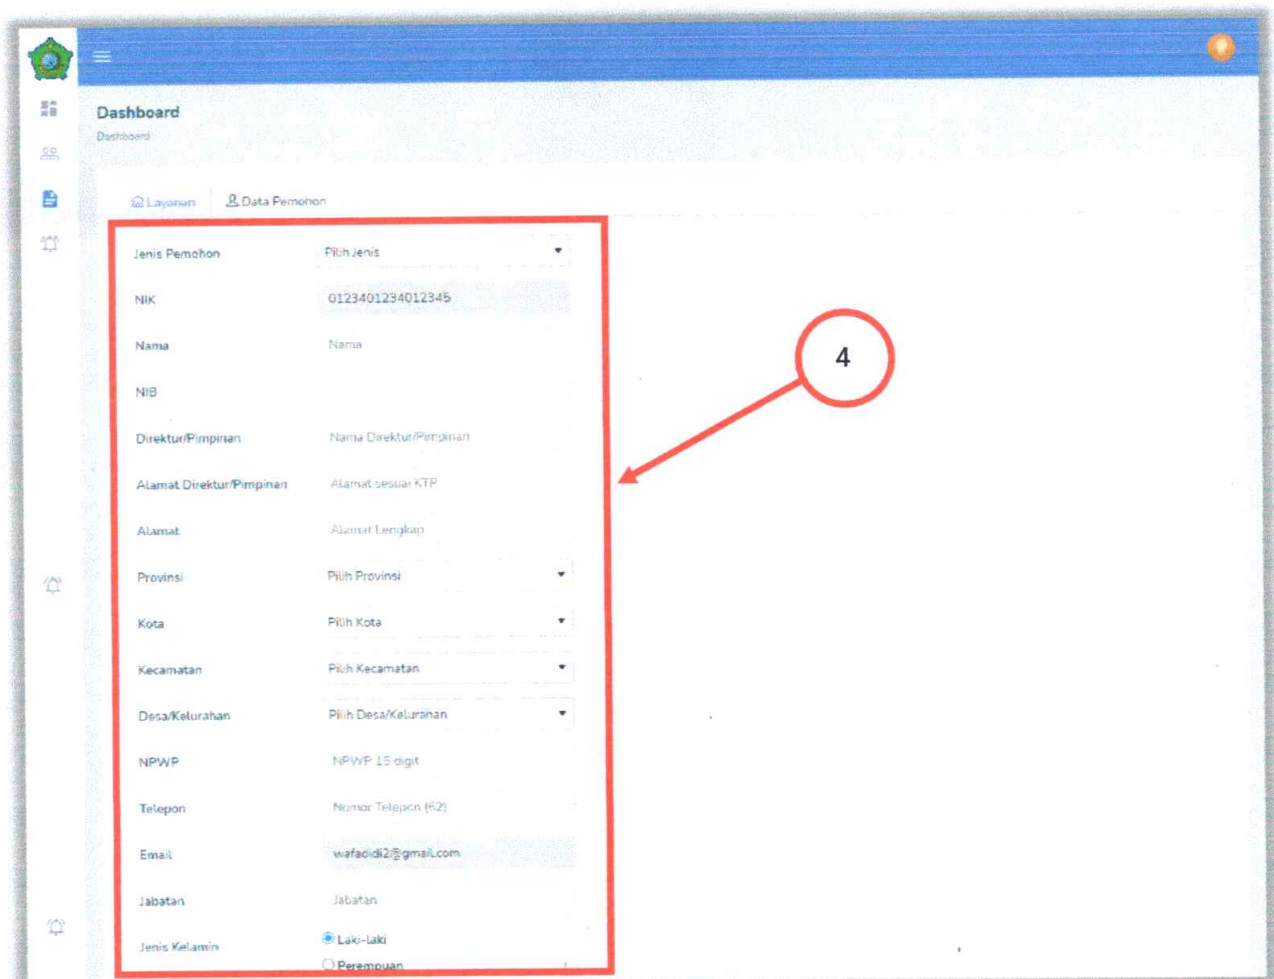 Dashboard
Dashboard
Layanan Data Pemohon
Jenis Pemohon Pilih Jenis
NIK 0123401234012345
Nama Nama
NIB
Direktur/Pimpinan Nama Direktur/Pimpinan
Alamat Direktur/Pimpinan Alamat sesuai KTP
Alamat Alamat Lengkap
Provinsi Pilih Provinsi
Kota Pilih Kota
Kecamatan Pilih Kecamatan
Desa/Kelurahan Pilih Desa/Kelurahan
NPWP NPWP 15 digit
Telepon Nomor Telepon (62)
Email wafadidi2@gmail.com
Jabatan Jabatan
Jenis Kelamin Laki-laki
Perempuan
4